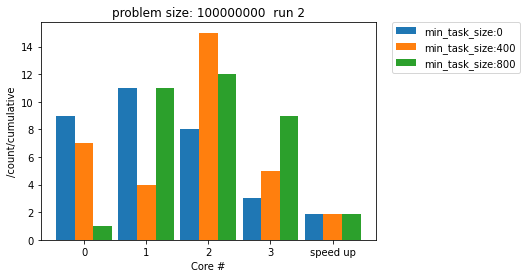 problem size: 100000000  run 2
min_task_size:0
min_task_size:400
min_task_size:800
/count/cumulative
14
12
10
8
6
4
2
0
0 1 2 3 speed up
Core #